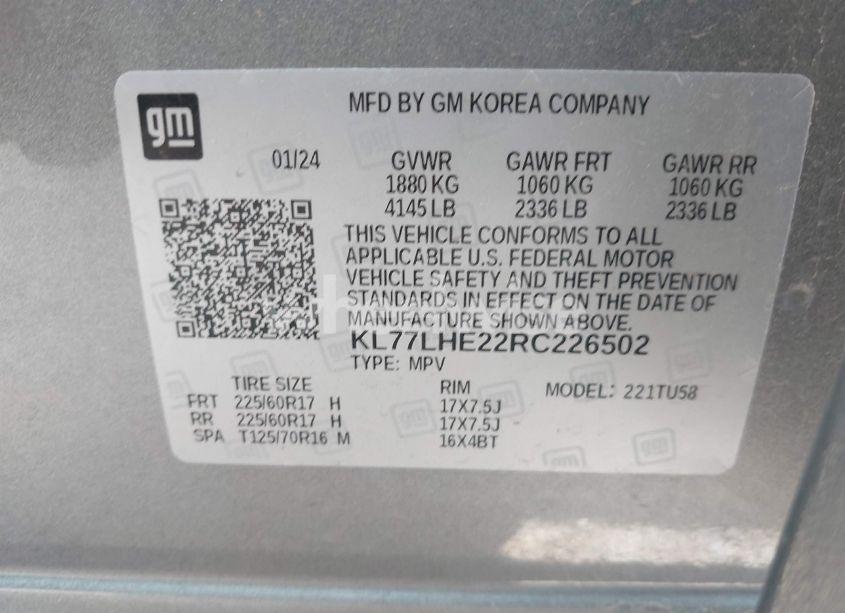 gm
MFD BY GM KOREA COMPANY
01/24 GVWR GAWR FRT GAWR RR
1880 KG 1060 KG 1060 KG
4145 LB 2336 LB 2336 LB
THIS VEHICLE CONFORMS TO ALL
APPLICABLE U.S. FEDERAL MOTOR
VEHICLE SAFETY AND THEFT PREVENTION
STANDARDS IN EFFECT ON THE DATE OF
MANUFACTURE SHOWN ABOVE.
KL77LHE22RC226502
TYPE: MPV
TIRE SIZE RIM MODEL: 221TU58
FRT 225/60R17 H 17X7.5J
RR 225/60R17 H 17X7.5J
SPA T125/70R16 M 16X4BT